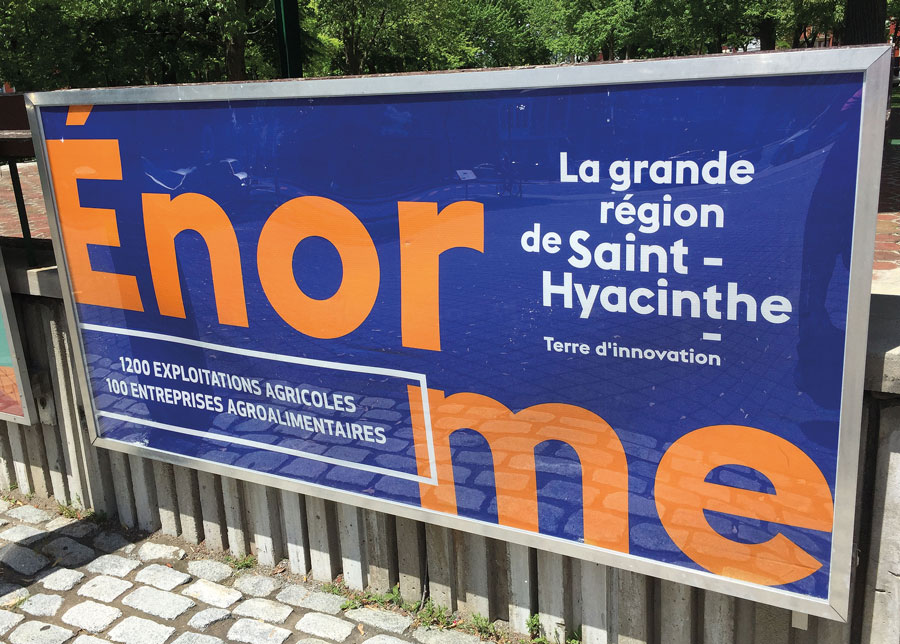 Énor
me
La grande
région
de Saint -
Hyacinthe
–
Terre d'innovation
1200 EXPLOITATIONS AGRICOLES
100 ENTREPRISES AGROALIMENTAIRES